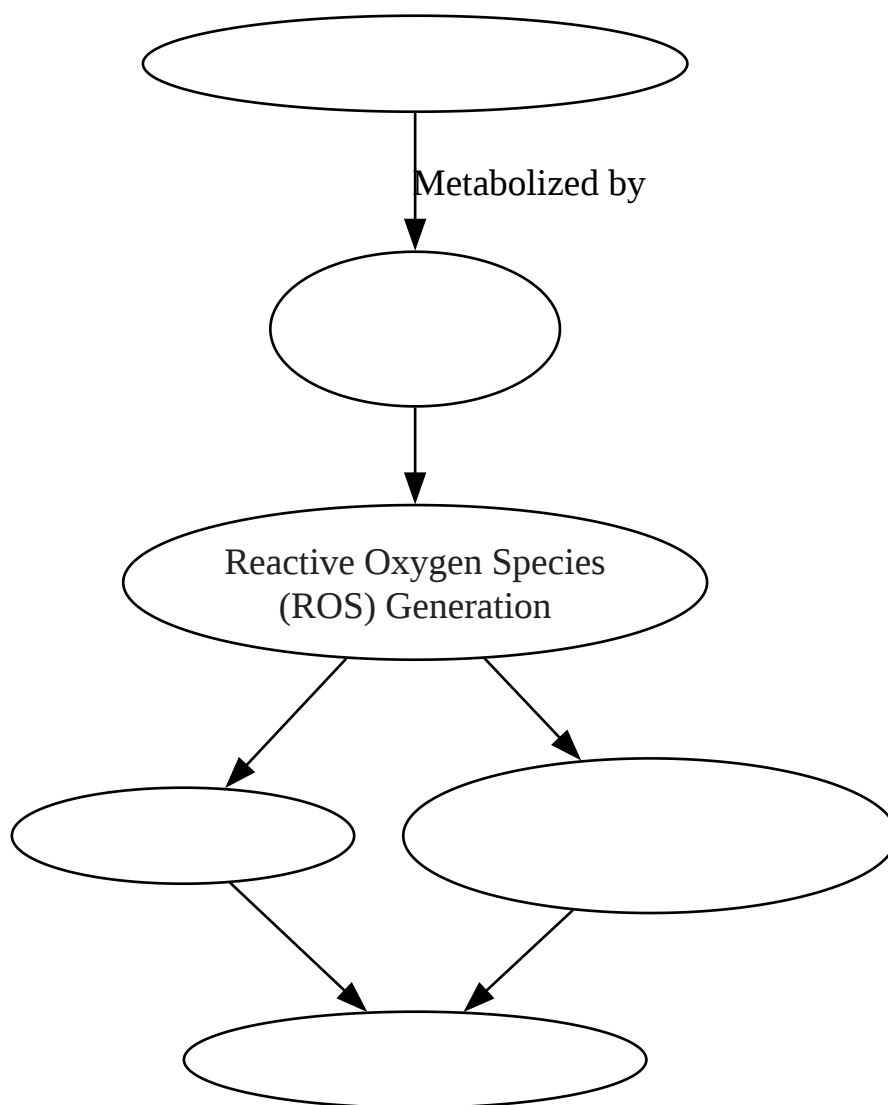 Metabolized by
Reactive Oxygen Species
(ROS) Generation